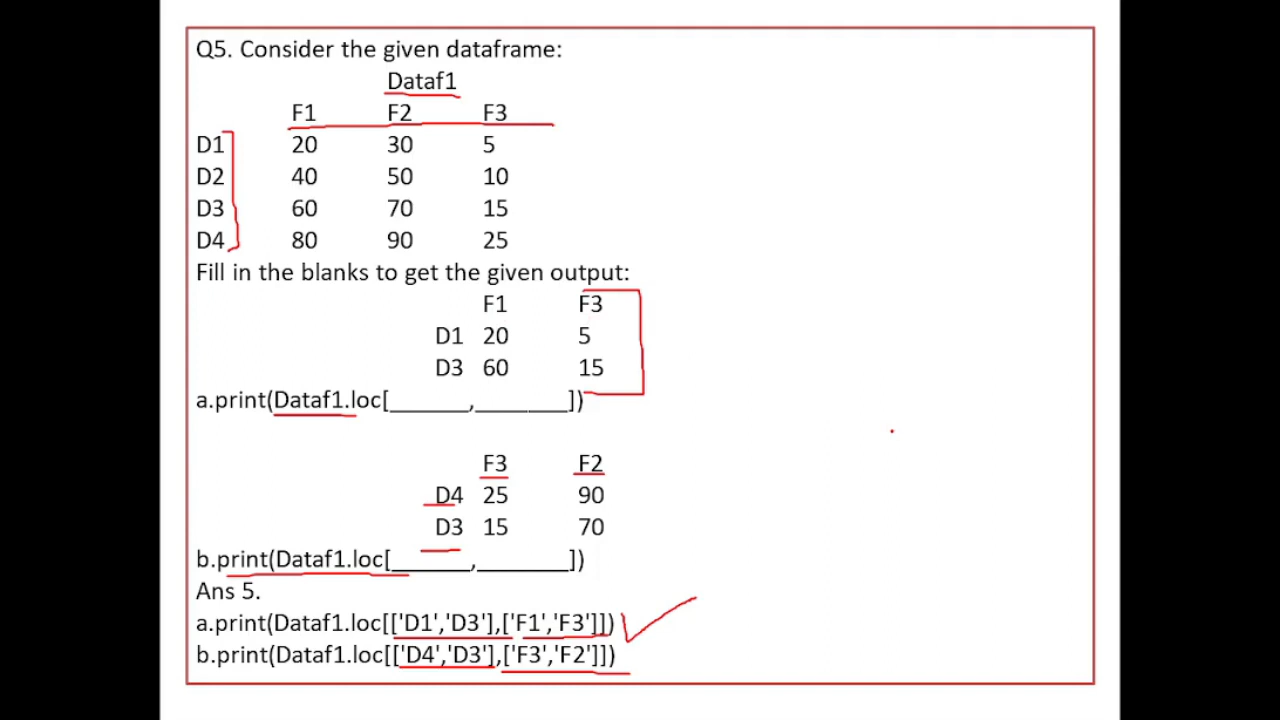 Q5. Consider the given dataframe:
Dataf1
F1 F2 F3
D1 20 30 5
D2 40 50 10
D3 60 70 15
D4 80 90 25
Fill in the blanks to get the given output:
F1 F3
D1 20 5
D3 60 15
a.print(Dataf1.loc[______,_______])
F3 F2
D4 25 90
D3 15 70
b.print(Dataf1.loc[______,_______])
Ans 5.
a.print(Dataf1.loc[['D1','D3'],['F1','F3']])
b.print(Dataf1.loc[['D4','D3'],['F3','F2']])